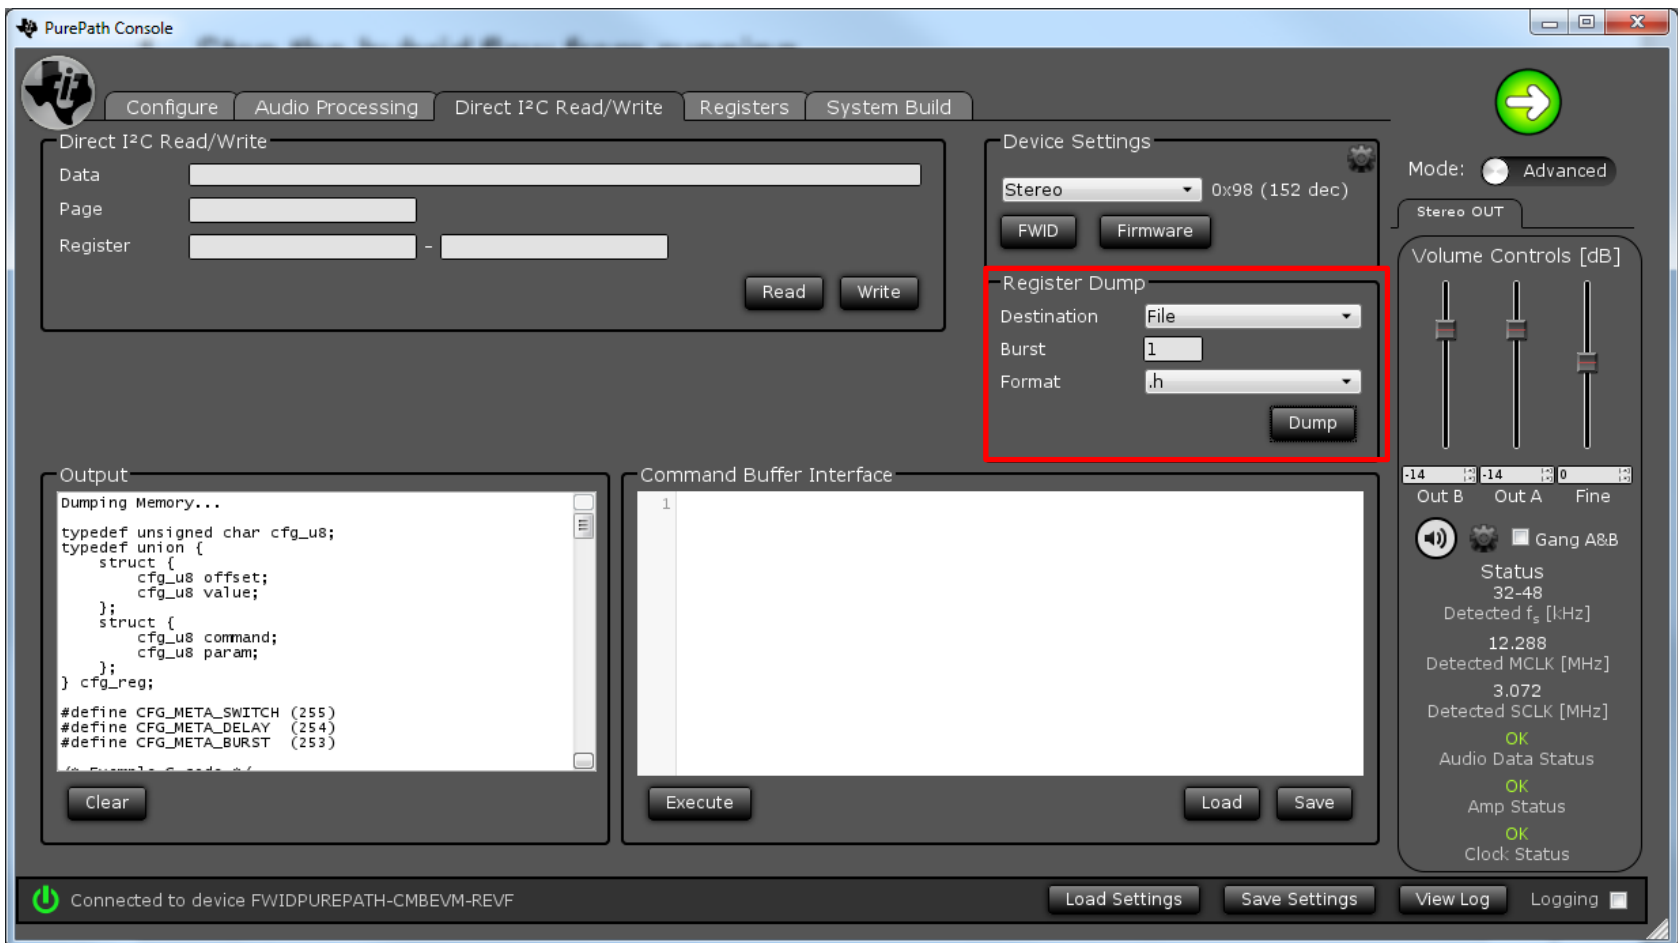 PurePath Console
Configure
Audio Processing
Direct I²C Read/Write
Registers
System Build
Direct I²C Read/Write
Data
Page
Register
-
Read
Write
Device Settings
Stereo
0x98 (152 dec)
FWID
Firmware
Register Dump
Destination
File
Burst
1
Format
.h
Dump
Mode:
Advanced
Stereo OUT
Volume Controls [dB]
-14
-14
0
Out B
Out A
Fine
Gang A&B
Status
32-48
Detected fs [kHz]
12.288
Detected MCLK [MHz]
3.072
Detected SCLK [MHz]
OK
Audio Data Status
OK
Amp Status
OK
Clock Status
Output
Dumping Memory...
typedef unsigned char cfg_u8;
typedef union {
struct {
cfg_u8 offset;
cfg_u8 value;
};
struct {
cfg_u8 command;
cfg_u8 param;
};
} cfg_reg;
#define CFG_META_SWITCH (255)
#define CFG_META_DELAY (254)
#define CFG_META_BURST (253)
Clear
Command Buffer Interface
1
Execute
Load
Save
Connected to device FWIDPUREPATH-CMBEVM-REVF
Load Settings
Save Settings
View Log
Logging